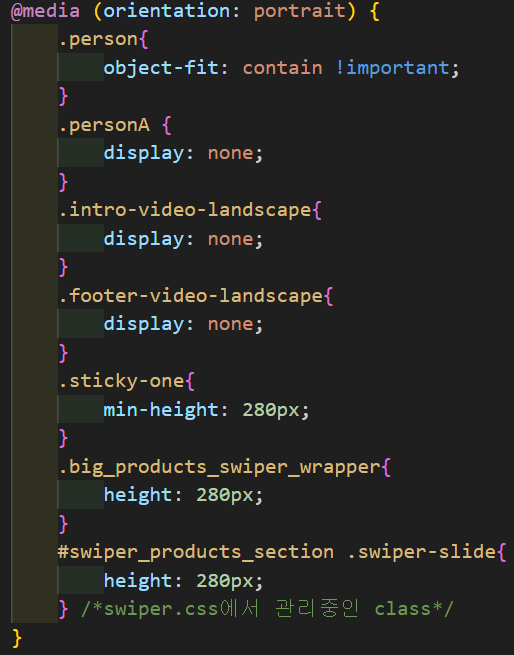 @media (orientation: portrait) {
    .person{
        object-fit: contain !important;
    }
    .personA {
        display: none;
    }
    .intro-video-landscape{
        display: none;
    }
    .footer-video-landscape{
        display: none;
    }
    .sticky-one{
        min-height: 280px;
    }
    .big_products_swiper_wrapper{
        height: 280px;
    }
    #swiper_products_section .swiper-slide{
        height: 280px;
    } /*swiper.css에서 관리중인 class*/
}